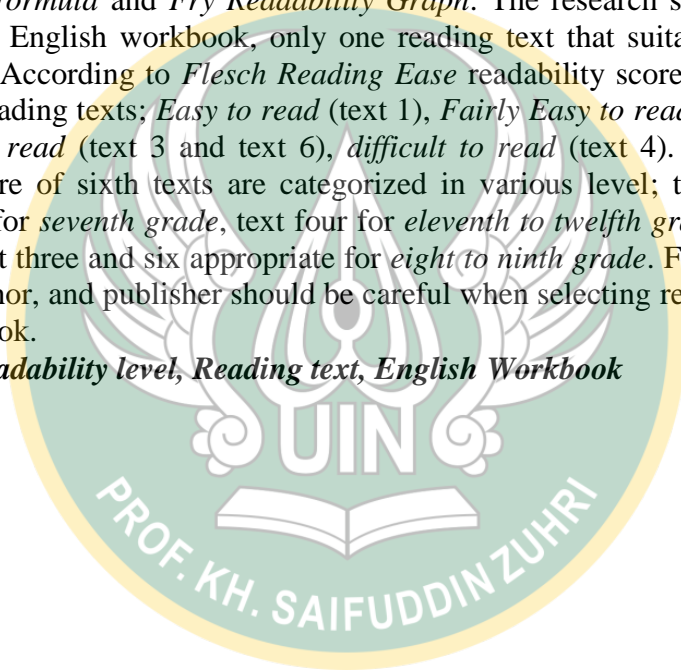 Formula and Fry Readability Graph. The research s
English workbook, only one reading text that suita
According to Flesch Reading Ease readability score
ading texts; Easy to read (text 1), Fairly Easy to read
read (text 3 and text 6), difficult to read (text 4).
re of sixth texts are categorized in various level; t
for seventh grade, text four for eleventh to twelfth gr
t three and six appropriate for eight to ninth grade. F
hor, and publisher should be careful when selecting re
ok.
adability level, Reading text, English Workbook
UIN
PROF. KH. SAIFUDDIN ZUHRI